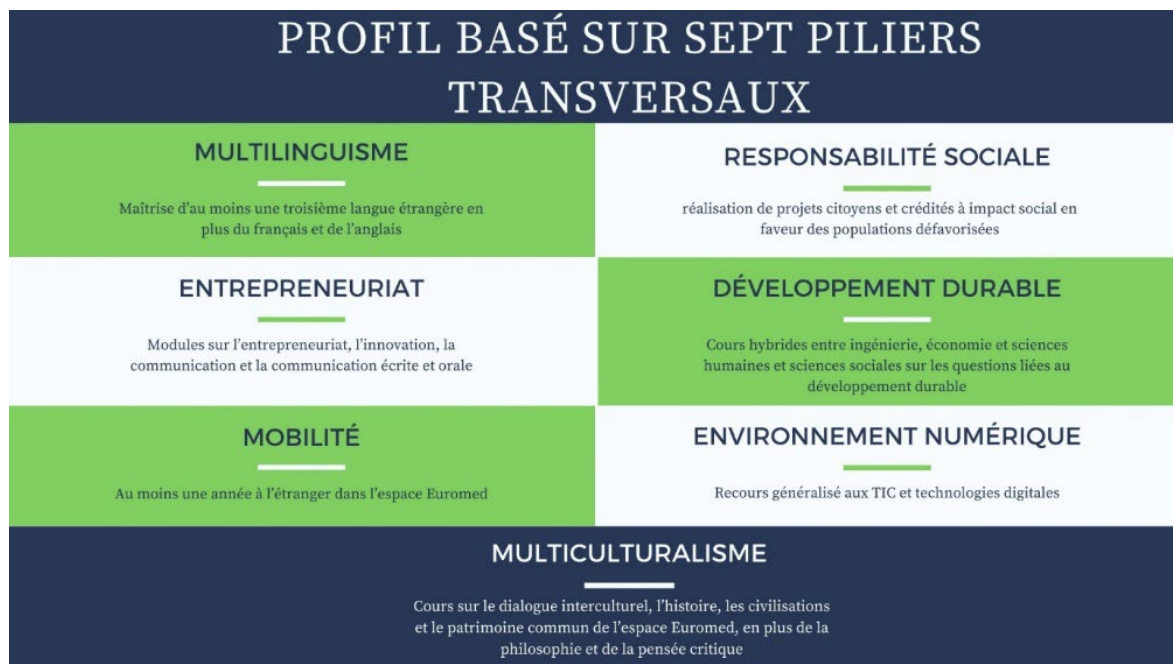 PROFIL BASÉ SUR SEPT PILIERS
TRANSVERSAUX
MULTILINGUISME
Maîtrise d'au moins une troisième langue étrangère en
plus du français et de l'anglais
RESPONSABILITÉ SOCIALE
réalisation de projets citoyens et crédités à impact social en
faveur des populations défavorisées
ENTREPRENEURIAT
Modules sur l'entrepreneuriat, l'innovation, la
communication et la communication écrite et orale
DÉVELOPPEMENT DURABLE
Cours hybrides entre ingénierie, économie et sciences
humaines et sciences sociales sur les questions liées au
développement durable
MOBILITÉ
Au moins une année à l'étranger dans l'espace Euromed
ENVIRONNEMENT NUMÉRIQUE
Recours généralisé aux TIC et technologies digitales
MULTICULTURALISME
Cours sur le dialogue interculturel, l'histoire, les civilisations
et le patrimoine commun de l'espace Euromed, en plus de la
philosophie et de la pensée critique